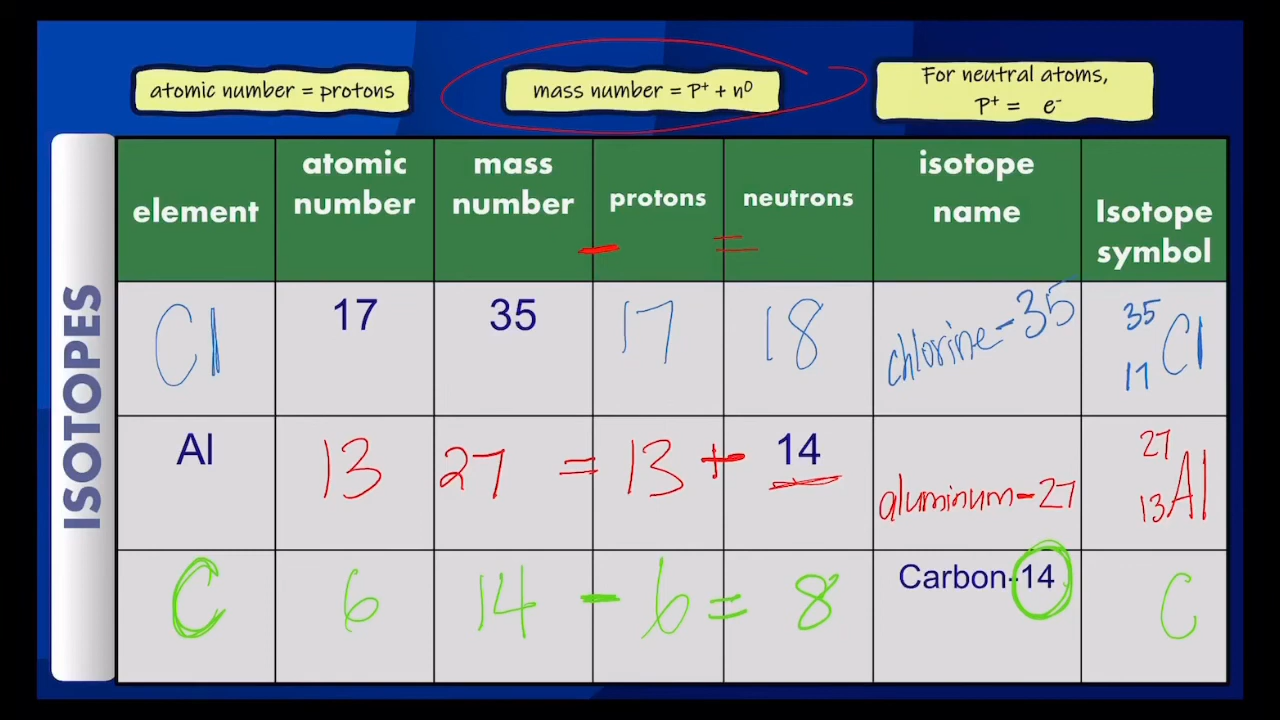 atomic number = protons
mass number = P⁺ + n⁰
For neutral atoms,
P⁺ = e⁻
ISOTOPES
element
atomic number
mass number
protons
neutrons
isotope name
Isotope symbol
-
=
Cl
17
35
17
18
chlorine-35
35
17 Cl
Al
13
27 = 13 + 14
aluminum-27
27
13 Al
C
6
14 - 6 = 8
Carbon-14
C